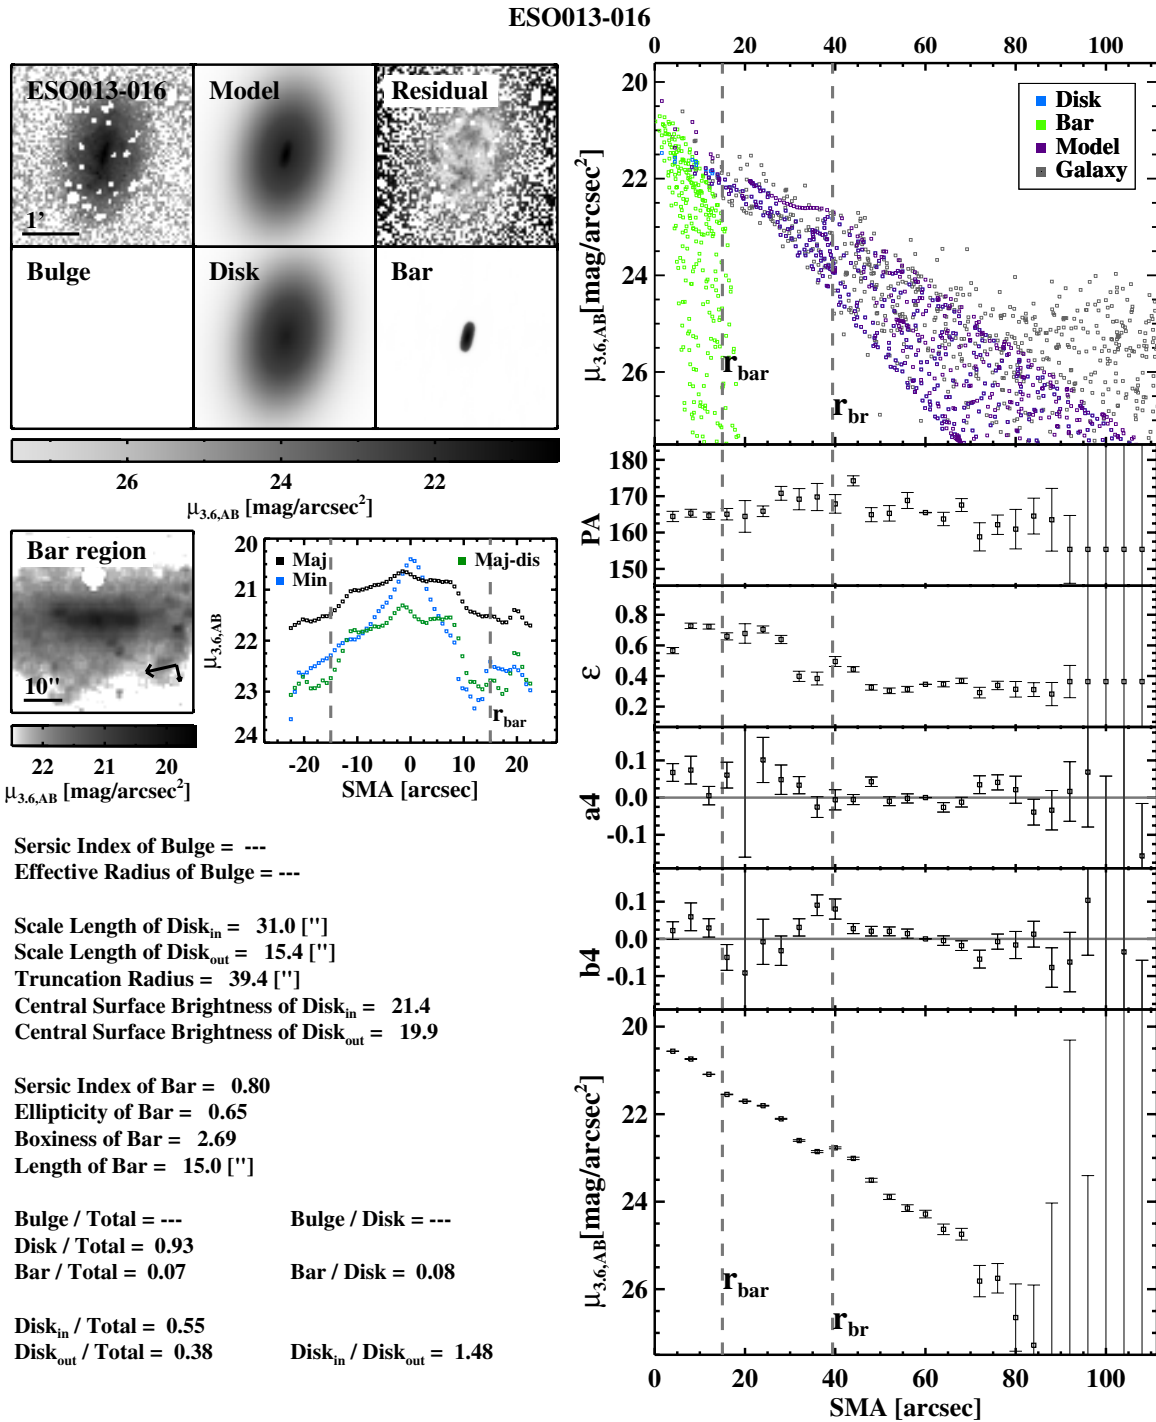 ESO013-016
ESO013-016
Model
Residual
1'
Bulge
Disk
Bar
26 24 22
μ3.6,AB [mag/arcsec2]
Bar region
10"
22 21 20
μ3.6,AB [mag/arcsec2]
20
21
22
23
24
μ3.6,AB
Maj
Min
Maj-dis
rbar
-20 -10 0 10 20
SMA [arcsec]
Sersic Index of Bulge = ---
Effective Radius of Bulge = ---
Scale Length of Diskin = 31.0 ["]
Scale Length of Diskout = 15.4 ["]
Truncation Radius = 39.4 ["]
Central Surface Brightness of Diskin = 21.4
Central Surface Brightness of Diskout = 19.9
Sersic Index of Bar = 0.80
Ellipticity of Bar = 0.65
Boxiness of Bar = 2.69
Length of Bar = 15.0 ["]
Bulge / Total = --- Bulge / Disk = ---
Disk / Total = 0.93
Bar / Total = 0.07 Bar / Disk = 0.08
Diskin / Total = 0.55
Diskout / Total = 0.38 Diskin / Diskout = 1.48
0 20 40 60 80 100
20
22
24
26
μ3.6,AB[mag/arcsec2]
Disk
Bar
Model
Galaxy
rbar
rbr
180
170
160
150
PA
0.8
0.6
0.4
0.2
ε
0.1
0.0
-0.1
a4
0.1
0.0
-0.1
b4
20
22
24
26
μ3.6,AB[mag/arcsec2]
rbar
rbr
0 20 40 60 80 100
SMA [arcsec]